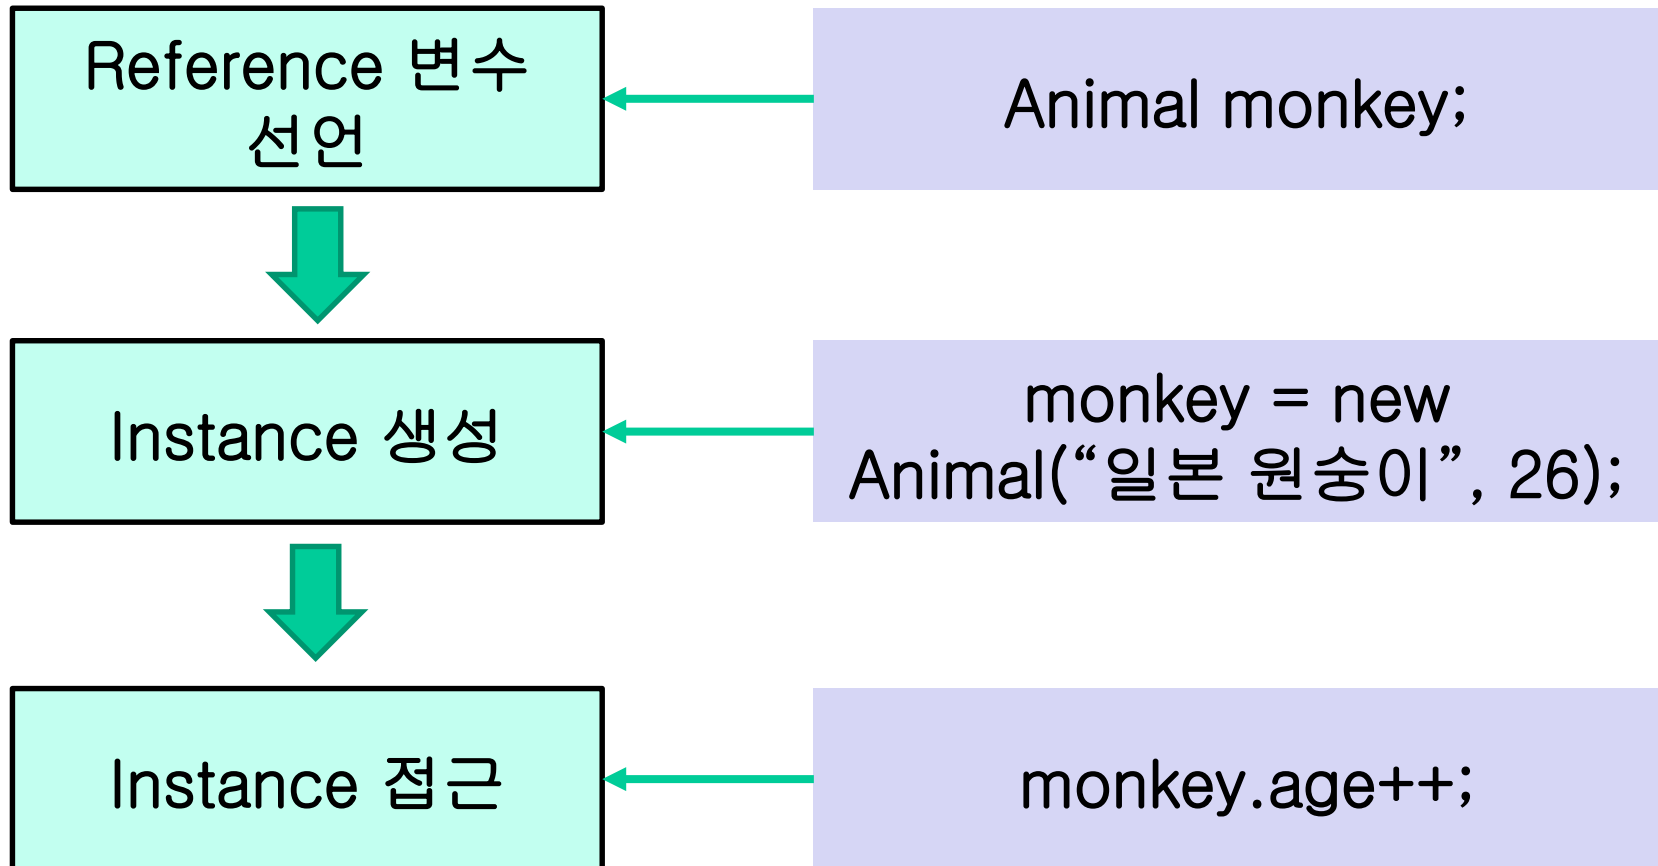 Reference 변수
선언
Animal monkey;
Instance 생성
monkey = new
Animal(“일본 원숭이”, 26);
Instance 접근
monkey.age++;